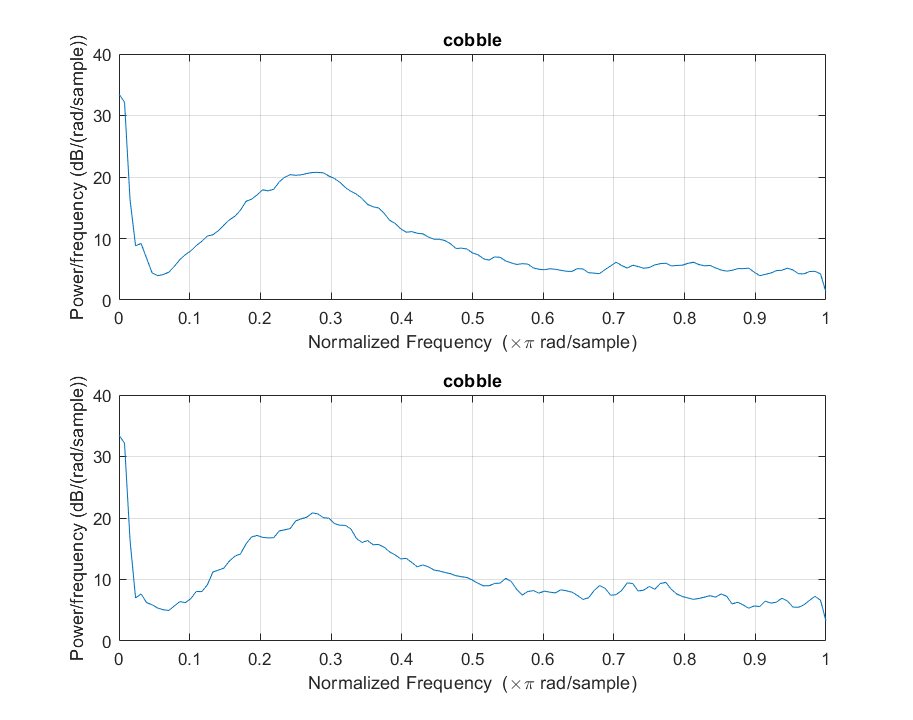 cobble
Power/frequency (dB/(rad/sample))
40
30
20
10
0
0 0.1 0.2 0.3 0.4 0.5 0.6 0.7 0.8 0.9 1
Normalized Frequency (×π rad/sample)
cobble
Power/frequency (dB/(rad/sample))
40
30
20
10
0
0 0.1 0.2 0.3 0.4 0.5 0.6 0.7 0.8 0.9 1
Normalized Frequency (×π rad/sample)